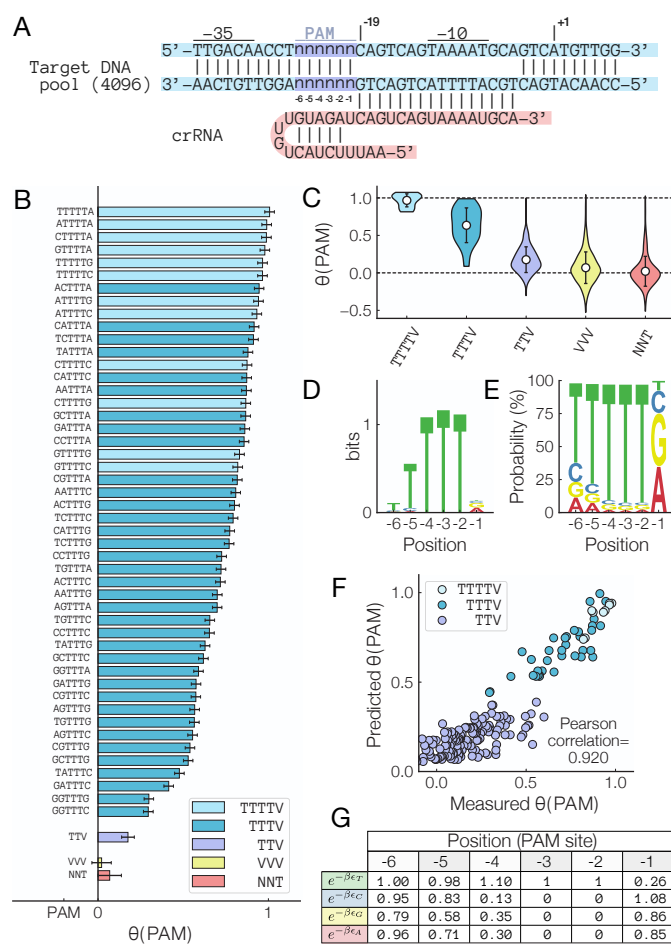 A
-35 PAM -19 -10 +1
5’-TTGACAACCTnnnnnnCAGTCAGTAAAATGCAGTCATGTTGG-3’
Target DNA
pool (4096)
3’-AACTGTTGGAnnnnnnGTCAGTCATTTTACGTCAGTACAACC-5’
-6 -5 -4 -3 -2 -1
crRNA
UGUAGAUCAGUCAGUAAAAUGCA-3’
U
G
UCAUCUUUAA-5’
B
TTTTTA
ATTTTA
CTTTTA
GTTTTA
TTTTTG
TTTTTC
ACTTTA
ATTTTG
ATTTTC
CATTTA
TCTTTA
TATTTA
CTTTTC
CATTTC
AATTTA
CTTTTG
GCTTTA
GATTTA
CCTTTA
GTTTTG
GTTTTC
CGTTTA
AATTTC
ACTTTG
TCTTTC
CATTTG
TCTTTG
CCTTTG
TGTTTA
ACTTTC
AATTTG
AGTTTA
TGTTTC
CCTTTC
TATTTG
GCTTTC
GGTTTA
GATTTG
CGTTTC
AGTTTG
TGTTTG
AGTTTC
CGTTTG
GCTTTG
TATTTC
GATTTC
GGTTTG
GGTTTC
TTV
VVV
NNT
PAM 0 1
θ(PAM)
TTTTV
TTTV
TTV
VVV
NNT
C
θ(PAM)
1.0
0.5
0.0
−0.5
TTTTV TTTV TTV VVV NNT
D
bits
1
0
T T T T T
-6 -5 -4 -3 -2 -1
Position
E
Probability (%)
100
75
50
25
0
T T T T T T
C C C C C C
G G G G G G
A A A
-6 -5 -4 -3 -2 -1
Position
F
TTTTV
TTTV
TTV
Predicted θ(PAM)
1.0
0.5
0.0
Pearson
correlation=
0.920
0.0 0.5 1.0
Measured θ(PAM)
G
Position (PAM site)
-6 -5 -4 -3 -2 -1
e^{-βϵ_T} 1.00 0.98 1.10 1 1 0.26
e^{-βϵ_C} 0.95 0.83 0.13 0 0 1.08
e^{-βϵ_G} 0.79 0.58 0.35 0 0 0.86
e^{-βϵ_A} 0.96 0.71 0.30 0 0 0.85